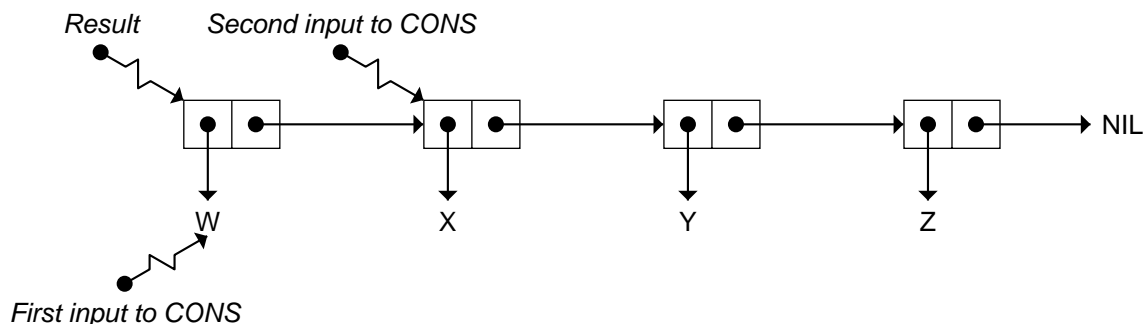 Result
Second input to CONS
NIL
W
X
Y
Z
First input to CONS